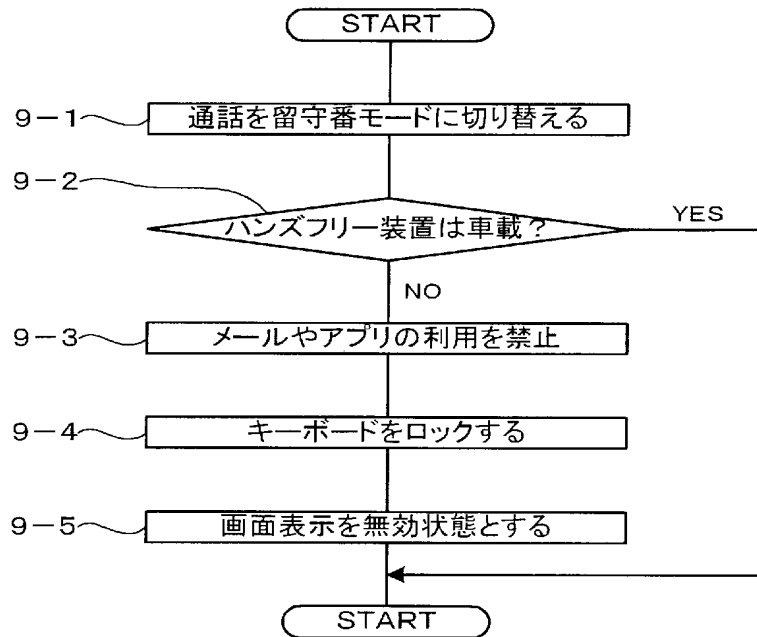 START
9-1
通話を留守番モードに切り替える
9-2
ハンズフリー装置は車載?
YES
NO
9-3
メールやアプリの利用を禁止
9-4
キーボードをロックする
9-5
画面表示を無効状態とする
START